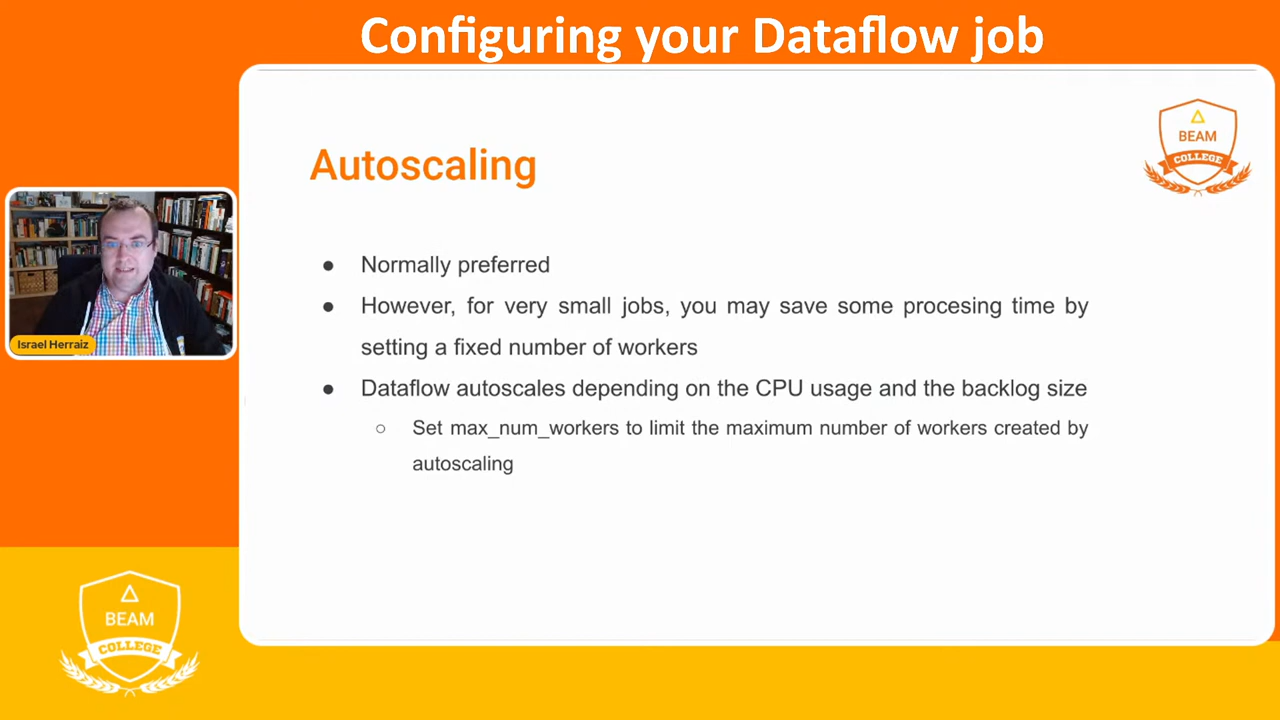 Configuring your Dataflow job
BEAM
COLLEGE
Autoscaling
● Normally preferred
● However, for very small jobs, you may save some procesing time by
setting a fixed number of workers
● Dataflow autoscales depending on the CPU usage and the backlog size
○ Set max_num_workers to limit the maximum number of workers created by
autoscaling
Israel Herraiz
BEAM
COLLEGE